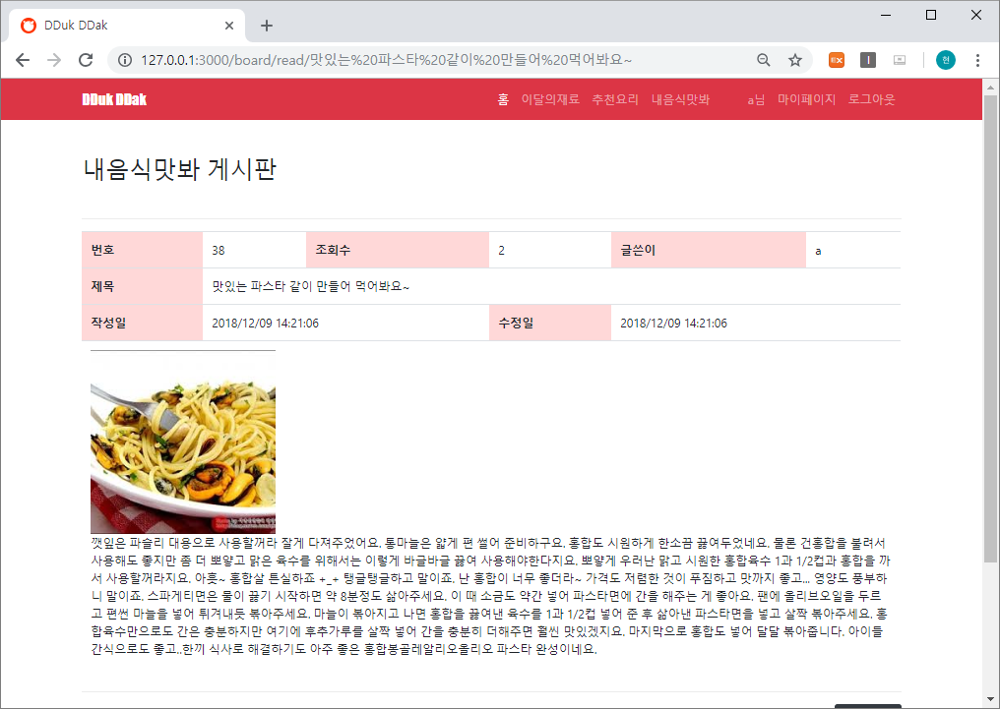 DDuk DDak
127.0.0.1:3000/board/read/맛있는%20파스타%20같이%20만들어%20먹어봐요~
현
DDuk DDak 홈 이달의재료 추천요리 내음식맛봐 a님 마이페이지 로그아웃
내음식맛봐 게시판
번호 38 조회수 2 글쓴이 a
제목 맛있는 파스타 같이 만들어 먹어봐요~
작성일 2018/12/09 14:21:06 수정일 2018/12/09 14:21:06
깻잎은 파슬리 대용으로 사용할꺼라 잘게 다져주었어요. 통마늘은 얇게 편 썰어 준비하구요. 홍합도 시원하게 한소끔 끓여두었네요. 물론 건홍합을 불려서
사용해도 좋지만 좀 더 뽀얗고 맑은 육수를 위해서는 이렇게 바글바글 끓여 사용해야한다지요. 뽀얗게 우러난 맑고 시원한 홍합육수 1과 1/2컵과 홍합을 까
서 사용할꺼라지요. 아흣~ 홍합살 튼실하죠 +_+ 탱글탱글하고 말이죠. 난 홍합이 너무 좋더라~ 가격도 저렴한 것이 푸짐하고 맛까지 좋고... 영양도 풍부하
니 말이죠. 스파게티면은 물이 끓기 시작하면 약 8분정도 삶아주세요. 이 때 소금도 약간 넣어 파스타면에 간을 해주는 게 좋아요. 팬에 올리브오일을 두르
고 편썬 마늘을 넣어 튀겨내듯 볶아주세요. 마늘이 볶아지고 나면 홍합을 끓여낸 육수를 1과 1/2컵 넣어 준 후 삶아낸 파스타면을 넣고 살짝 볶아주세요. 홍
합육수만으로도 간은 충분하지만 여기에 후추가루를 살짝 넣어 간을 충분히 더해주면 훨씬 맛있겠지요. 마지막으로 홍합도 넣어 달달 볶아줍니다. 아이들
간식으로도 좋고..한끼 식사로 해결하기도 아주 좋은 홍합봉골레알리오올리오 파스타 완성이네요.